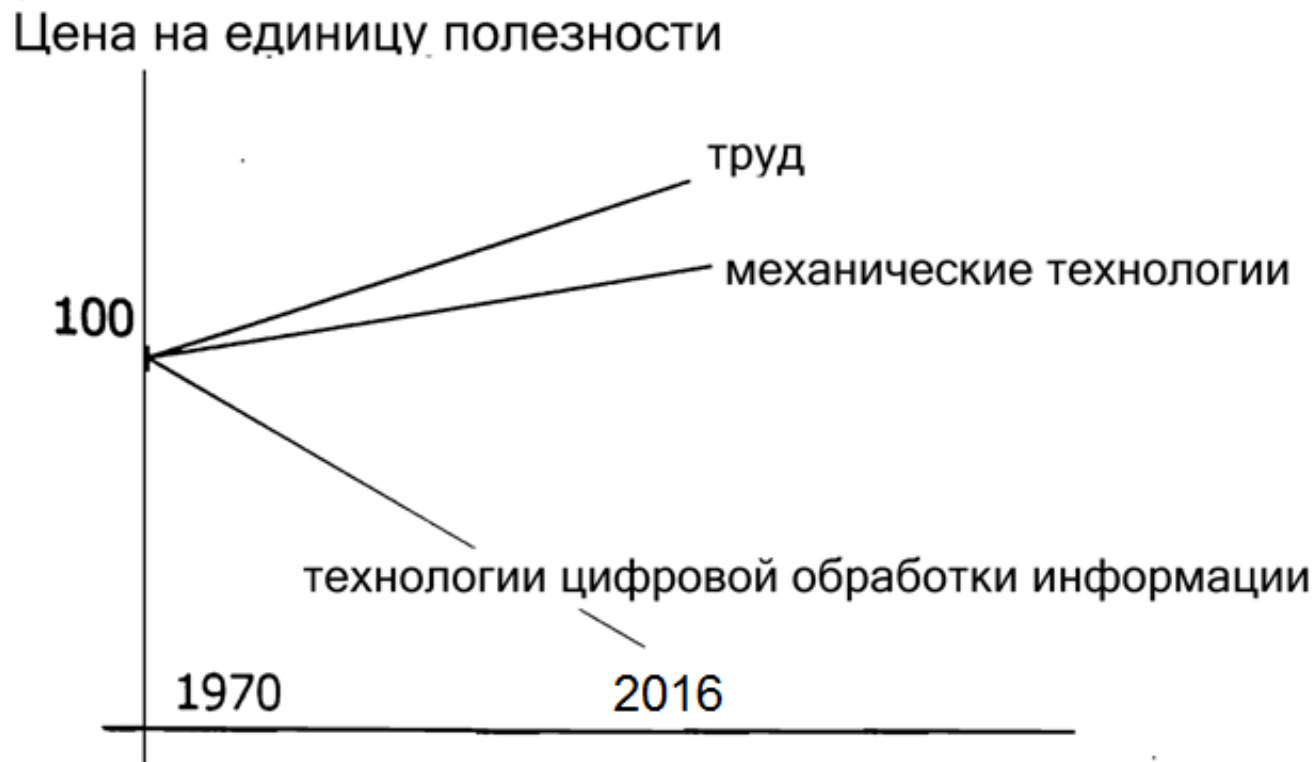 Цена на единицу полезности
труд
механические технологии
100
технологии цифровой обработки информации
1970 2016